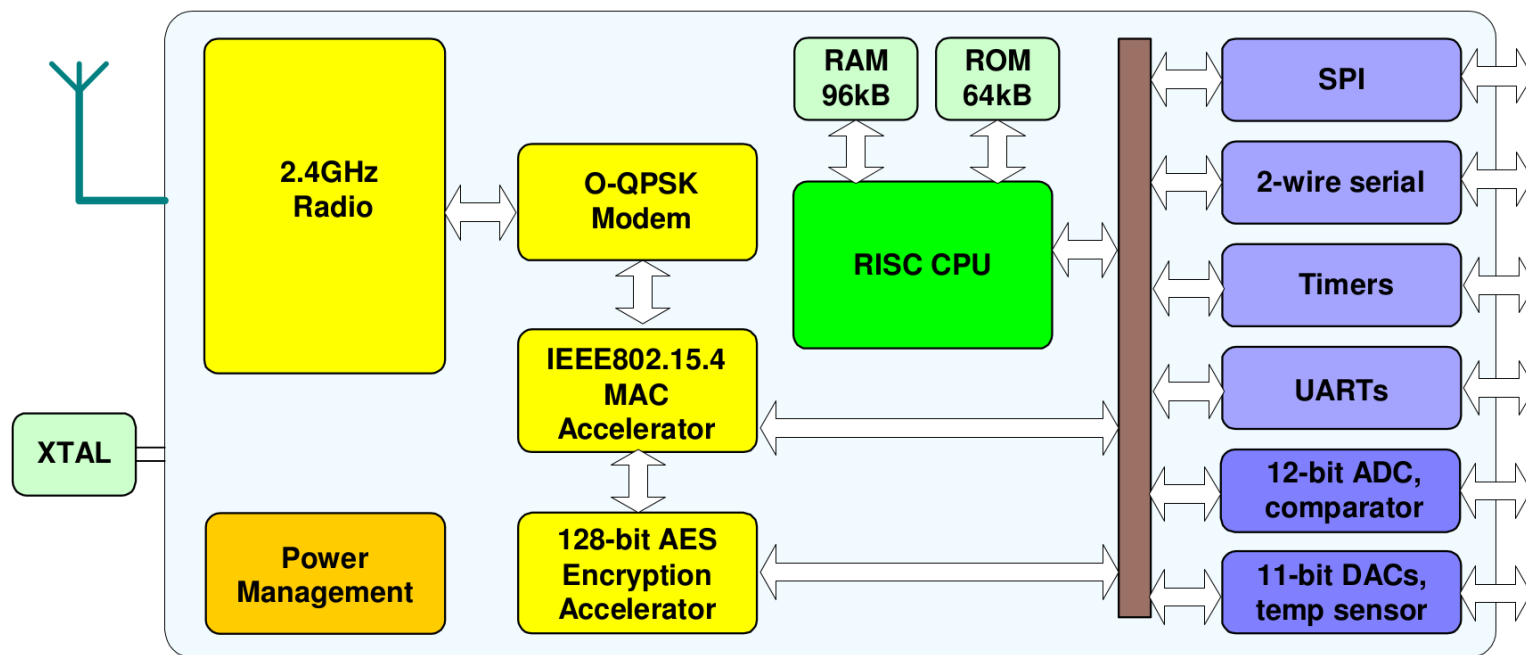 2.4GHz
Radio
O-QPSK
Modem
IEEE802.15.4
MAC
Accelerator
128-bit AES
Encryption
Accelerator
XTAL
Power
Management
RAM
96kB
ROM
64kB
RISC CPU
SPI
2-wire serial
Timers
UARTs
12-bit ADC,
comparator
11-bit DACs,
temp sensor